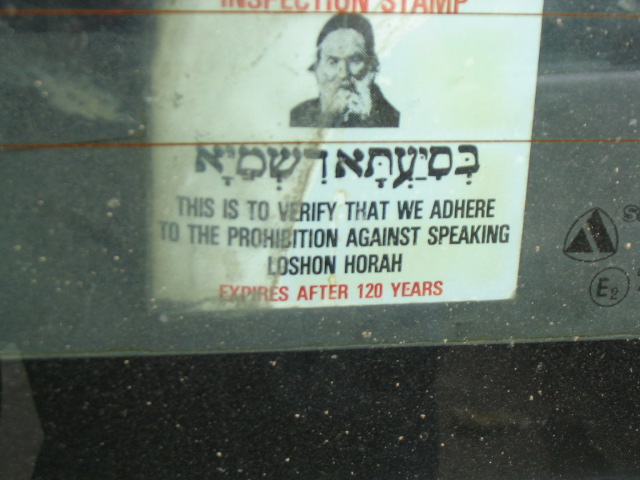 INSPECTION STAMP
בְּסִיַּעְתָּא דִּשְׁמַיָּא
THIS IS TO VERIFY THAT WE ADHERE
TO THE PROHIBITION AGAINST SPEAKING
LOSHON HORAH
EXPIRES AFTER 120 YEARS
E2